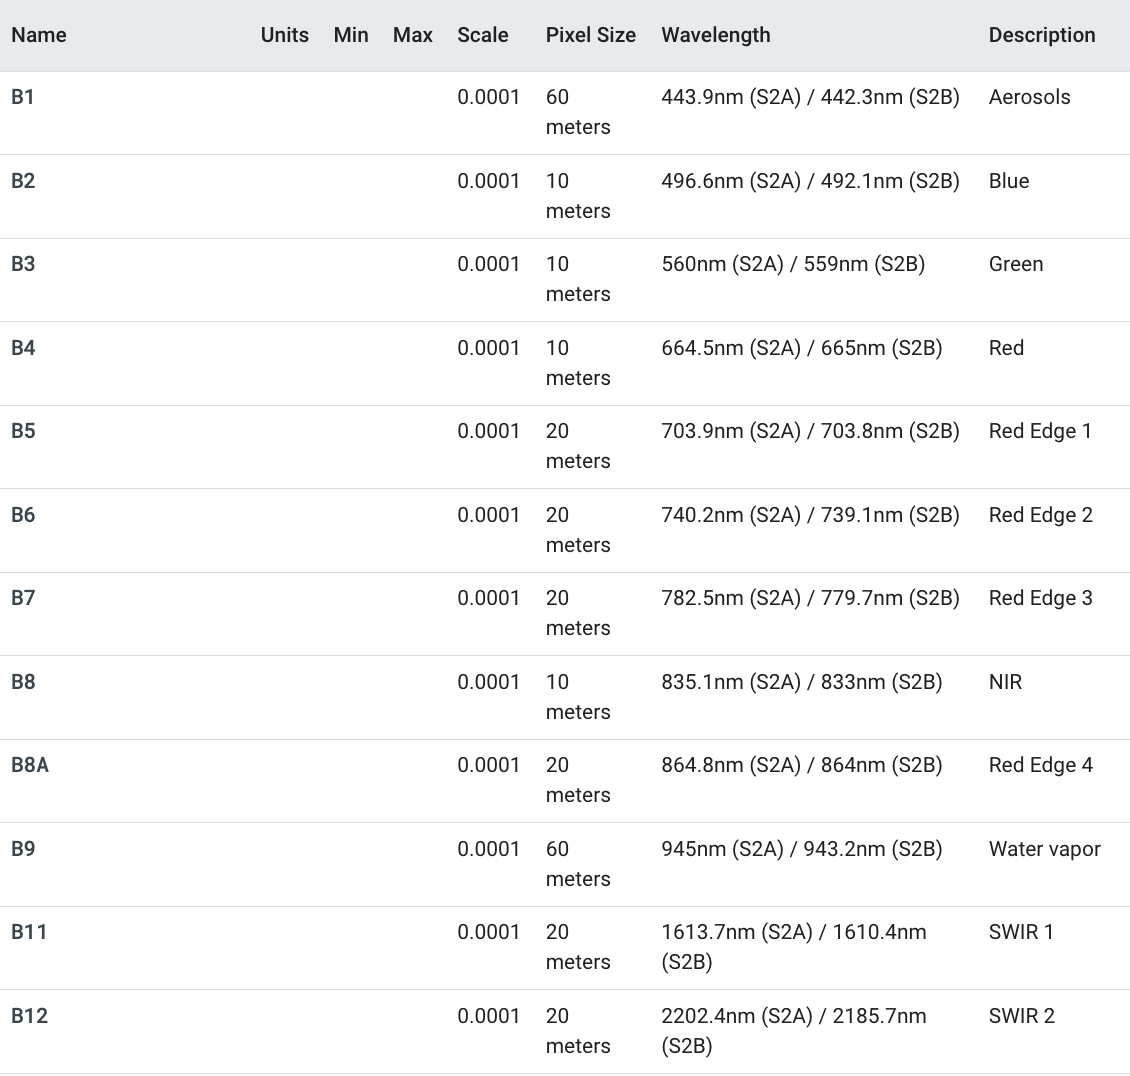 Name Units Min Max Scale Pixel Size Wavelength Description
B1 0.0001 60 443.9nm (S2A) / 442.3nm (S2B) Aerosols
meters
B2 0.0001 10 496.6nm (S2A) / 492.1nm (S2B) Blue
meters
B3 0.0001 10 560nm (S2A) / 559nm (S2B) Green
meters
B4 0.0001 10 664.5nm (S2A) / 665nm (S2B) Red
meters
B5 0.0001 20 703.9nm (S2A) / 703.8nm (S2B) Red Edge 1
meters
B6 0.0001 20 740.2nm (S2A) / 739.1nm (S2B) Red Edge 2
meters
B7 0.0001 20 782.5nm (S2A) / 779.7nm (S2B) Red Edge 3
meters
B8 0.0001 10 835.1nm (S2A) / 833nm (S2B) NIR
meters
B8A 0.0001 20 864.8nm (S2A) / 864nm (S2B) Red Edge 4
meters
B9 0.0001 60 945nm (S2A) / 943.2nm (S2B) Water vapor
meters
B11 0.0001 20 1613.7nm (S2A) / 1610.4nm SWIR 1
meters (S2B)
B12 0.0001 20 2202.4nm (S2A) / 2185.7nm SWIR 2
meters (S2B)